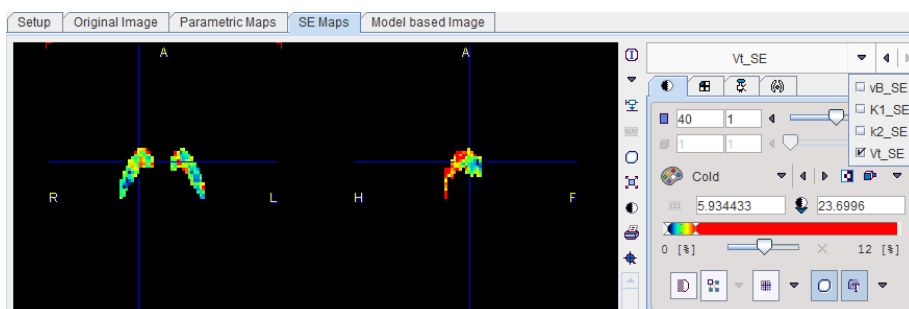 Setup Original Image Parametric Maps SE Maps Model based Image
A A
R L H F
Vt_SE
vB_SE
K1_SE
k2_SE
Vt_SE
40 1
1 1
Cold
5.934433 23.6996
0 [%] 12 [%]